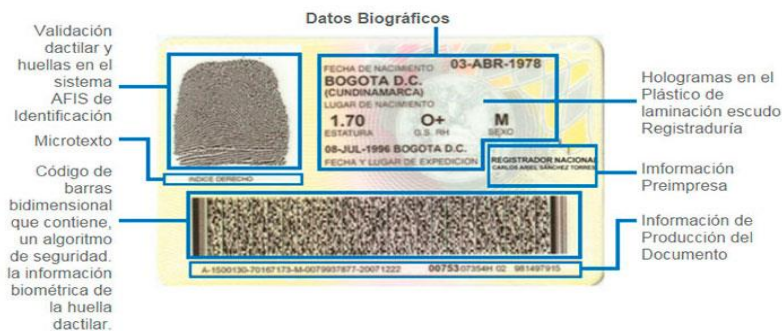 Datos Biográficos
Validación
dactilar y
huellas en el
sistema
AFIS de
Identificación
Microtexto
Código de
barras
bidimensional
que contiene,
un algoritmo
de seguridad.
la información
biométrica de
la huella
dactilar.
INDICE DERECHO
FECHA DE NACIMIENTO 03-ABR-1978
BOGOTA D.C.
(CUNDINAMARCA)
LUGAR DE NACIMIENTO
1.70 O+ M
ESTATURA G.S. RH SEXO
08-JUL-1996 BOGOTA D.C.
FECHA Y LUGAR DE EXPEDICION
REGISTRADOR NACIONAL
CARLOS ARIEL SÁNCHEZ TORRES
A-1500130-70167173-M-0079937877-20071222 00753 07354H 02 981497915
Hologramas en el
Plástico de
laminación escudo
Registraduría
Imformación
Preimpresa
Información de
Producción del
Documento